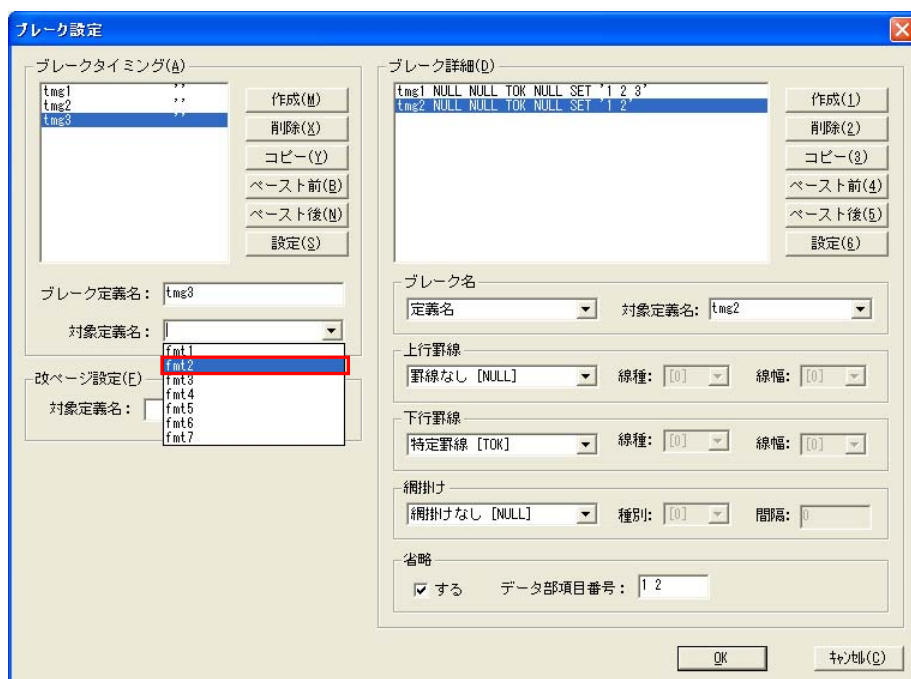 ブレーク設定
ブレークタイミング(A)
tmg1 ''
tmg2 ''
tmg3 ''
作成(M)
削除(X)
コピー(Y)
ペースト前(B)
ペースト後(N)
設定(S)
ブレーク定義名： tmg3
対象定義名：
fmt1
fmt2
fmt3
fmt4
fmt5
fmt6
fmt7
改ページ設定(F)
対象定義名：
ブレーク詳細(D)
tmg1 NULL NULL TOK NULL SET '1 2 3'
tmg2 NULL NULL TOK NULL SET '1 2'
作成(1)
削除(2)
コピー(3)
ペースト前(4)
ペースト後(5)
設定(6)
ブレーク名
定義名 対象定義名: tmg2
上行罫線
罫線なし [NULL] 線種: [0] 線幅: [0]
下行罫線
特定罫線 [TOK] 線種: [0] 線幅: [0]
網掛け
網掛けなし [NULL] 種別: [0] 間隔: 0
省略
する データ部項目番号： 1 2
OK
ｷｬﾝｾﾙ(C)